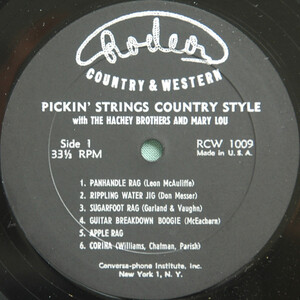 Rodeo
COUNTRY & WESTERN
PICKIN' STRINGS COUNTRY STYLE
with THE HACHEY BROTHERS AND MARY LOU
Side 1
33⅓ RPM
RCW 1009
Made in U.S.A.
1. PANHANDLE RAG (Leon McAuliffe)
2. RIPPLING WATER JIG (Don Messer)
3. SUGARFOOT RAG (Garland & Vaughn)
4. GUITAR BREAKDOWN BOOGIE (McEachern)
5. APPLE RAG
6. CORINA (Williams, Chatman, Parish)
Conversa-phone Institute, Inc.
New York 1, N. Y.